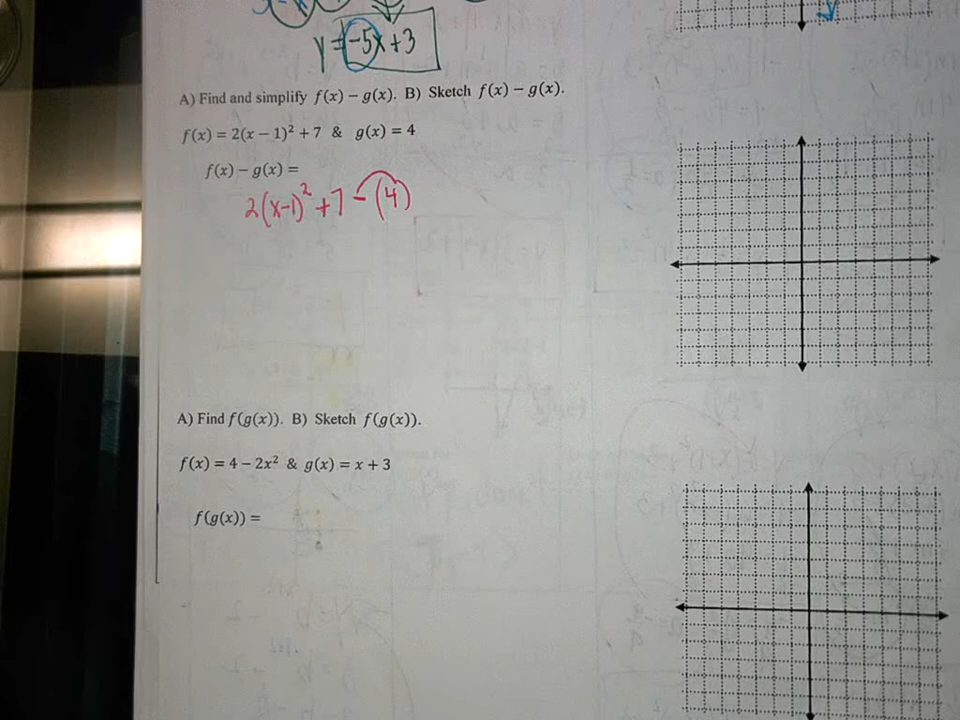 y = -5x + 3
A) Find and simplify f(x) – g(x). B) Sketch f(x) – g(x).
f(x) = 2(x – 1)² + 7 & g(x) = 4
f(x) – g(x) =
2(x-1)² + 7 - (4)
A) Find f(g(x)). B) Sketch f(g(x)).
f(x) = 4 – 2x² & g(x) = x + 3
f(g(x)) =